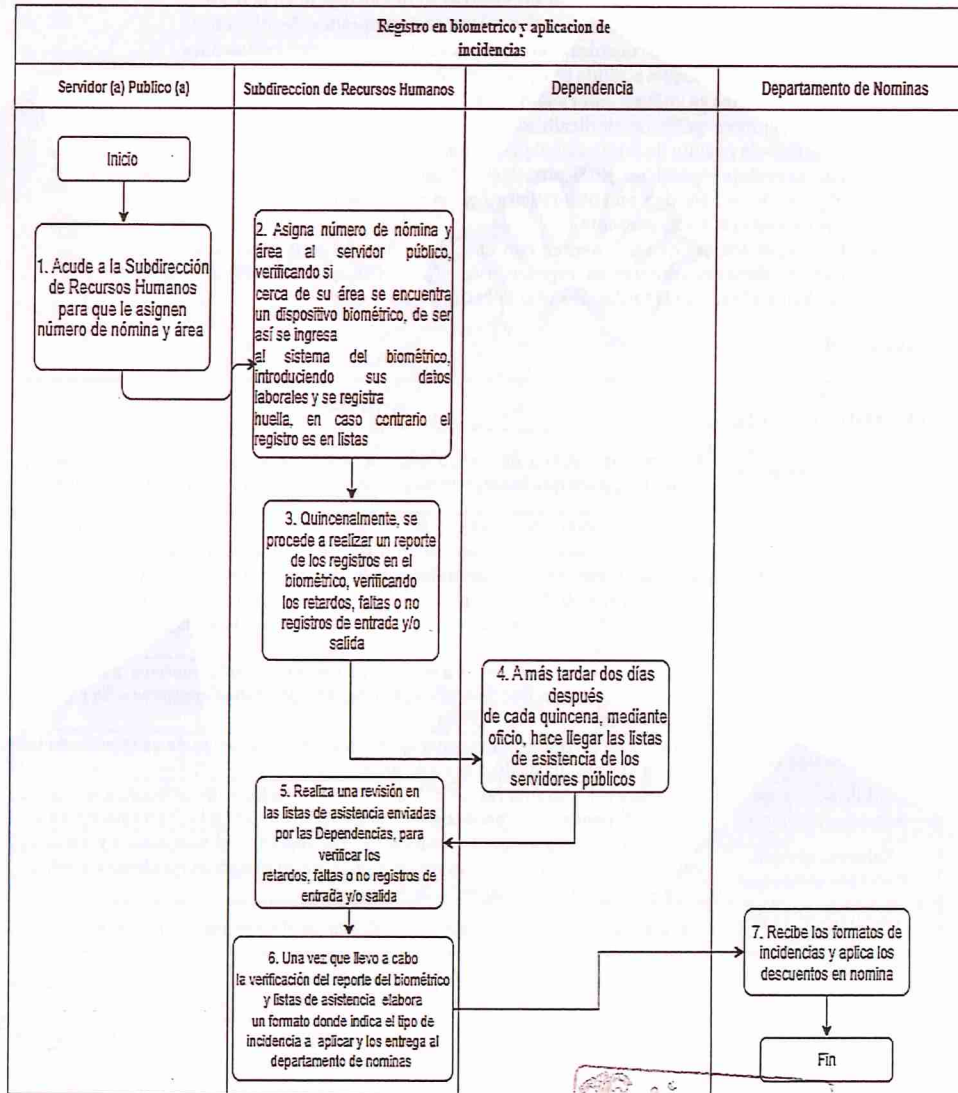 Registro en biometrico y aplicacion de
incidencias
Servidor (a) Publico (a)
Subdireccion de Recursos Humanos
Dependencia
Departamento de Nominas
Inicio
1. Acude a la Subdirección
de Recursos Humanos
para que le asignen
número de nómina y área
2. Asigna número de nómina y
área al servidor público,
verificando si
cerca de su área se encuentra
un dispositivo biométrico, de ser
así se ingresa
al sistema del biométrico,
introduciendo sus datos
laborales y se registra
huella, en caso contrario el
registro es en listas
3. Quincenalmente, se
procede a realizar un reporte
de los registros en el
biométrico, verificando
los retardos, faltas o no
registros de entrada y/o
salida
4. A más tardar dos días
después
de cada quincena, mediante
oficio, hace llegar las listas
de asistencia de los
servidores públicos
5. Realiza una revisión en
las listas de asistencia enviadas
por las Dependencias, para
verificar los
retardos, faltas o no registros de
entrada y/o salida
6. Una vez que llevo a cabo
la verificación del reporte del biométrico
y listas de asistencia elabora
un formato donde indica el tipo de
incidencia a aplicar y los entrega al
departamento de nominas
7. Recibe los formatos de
incidencias y aplica los
descuentos en nomina
Fin